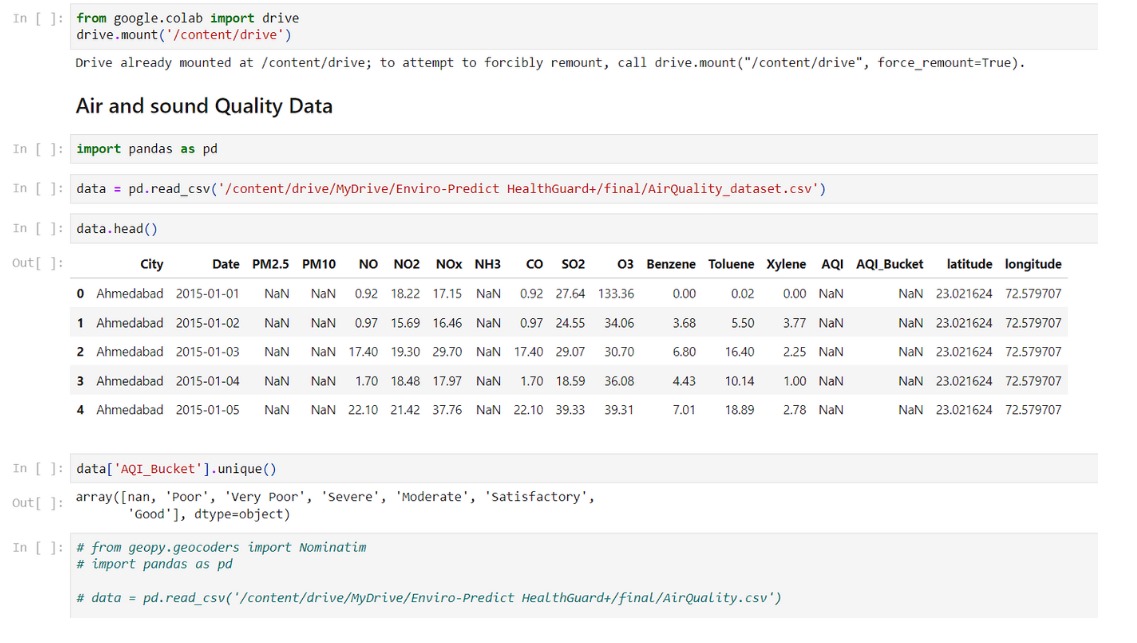 In [ ]: from google.colab import drive
drive.mount('/content/drive')
Drive already mounted at /content/drive; to attempt to forcibly remount, call drive.mount("/content/drive", force_remount=True).
Air and sound Quality Data
In [ ]: import pandas as pd
In [ ]: data = pd.read_csv('/content/drive/MyDrive/Enviro-Predict HealthGuard+/final/AirQuality_dataset.csv')
In [ ]: data.head()
Out[ ]: City Date PM2.5 PM10 NO NO2 NOx NH3 CO SO2 O3 Benzene Toluene Xylene AQI AQI_Bucket latitude longitude
0 Ahmedabad 2015-01-01 NaN NaN 0.92 18.22 17.15 NaN 0.92 27.64 133.36 0.00 0.02 0.00 NaN NaN 23.021624 72.579707
1 Ahmedabad 2015-01-02 NaN NaN 0.97 15.69 16.46 NaN 0.97 24.55 34.06 3.68 5.50 3.77 NaN NaN 23.021624 72.579707
2 Ahmedabad 2015-01-03 NaN NaN 17.40 19.30 29.70 NaN 17.40 29.07 30.70 6.80 16.40 2.25 NaN NaN 23.021624 72.579707
3 Ahmedabad 2015-01-04 NaN NaN 1.70 18.48 17.97 NaN 1.70 18.59 36.08 4.43 10.14 1.00 NaN NaN 23.021624 72.579707
4 Ahmedabad 2015-01-05 NaN NaN 22.10 21.42 37.76 NaN 22.10 39.33 39.31 7.01 18.89 2.78 NaN NaN 23.021624 72.579707
In [ ]: data['AQI_Bucket'].unique()
Out[ ]: array([nan, 'Poor', 'Very Poor', 'Severe', 'Moderate', 'Satisfactory',
'Good'], dtype=object)
In [ ]: # from geopy.geocoders import Nominatim
# import pandas as pd
# data = pd.read_csv('/content/drive/MyDrive/Enviro-Predict HealthGuard+/final/AirQuality.csv')